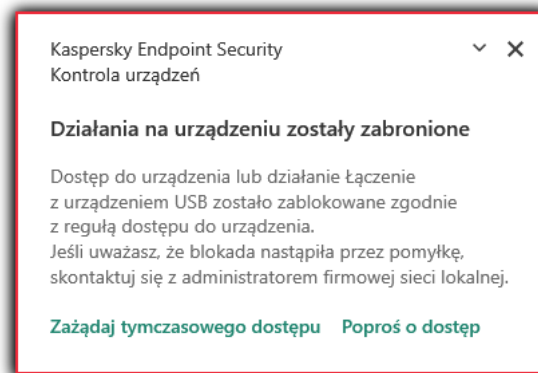 Kaspersky Endpoint Security
Kontrola urządzeń
Działania na urządzeniu zostały zabronione
Dostęp do urządzenia lub działanie Łączenie
z urządzeniem USB zostało zablokowane zgodnie
z regułą dostępu do urządzenia.
Jeśli uważasz, że blokada nastąpiła przez pomyłkę,
skontaktuj się z administratorem firmowej sieci lokalnej.
Zażądaj tymczasowego dostępu Poproś o dostęp